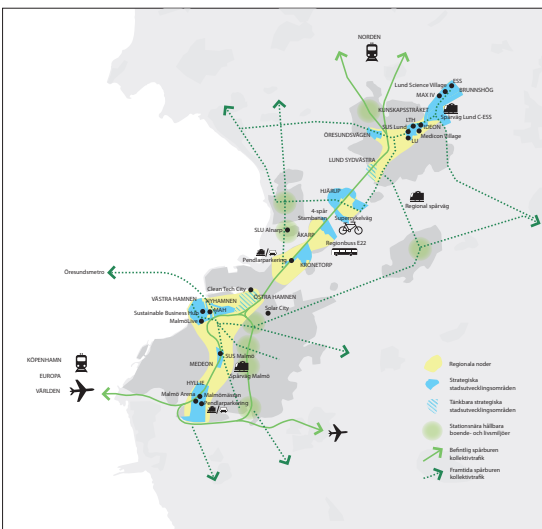 NORDEN
ESS
Lund Science Village
BRUNNSHÖG
MAX IV
KUNSKAPSSTRÅKET
Spårväg Lund C-ESS
LTH
SUS Lund
IDEON
ÖRESUNDSVÄGEN
Medicon Village
LU
LUND SYDVÄSTRA
HJÄRUP
Regional spårväg
4-spår
Stambanan
Supercykelväg
SLU Alnarp
ÅKARP
Regionbuss E22
Pendlarparkering
KRONETORP
Öresundsmetro
Clean Tech City
VÄSTRA HAMNEN
NYHAMNEN
ÖSTRA HAMNEN
Sustainable Business Hub
MAH
Solar City
MalmöLive
SUS Malmö
MEDEON
Spårväg Malmö
KÖPENHAMN
EUROPA
VÄRLDEN
HYLLIE
Malmö Arena
Malmömässan
Pendlarparkering
Regionala noder
Strategiska
stadsutvecklingsområden
Tänkbara strategiska
stadsutvecklingsområden
Stationsnära hållbara
boende- och livsmiljöer
Befintlig spårburen
kollektivtrafik
Framtida spårburen
kollektivtrafik